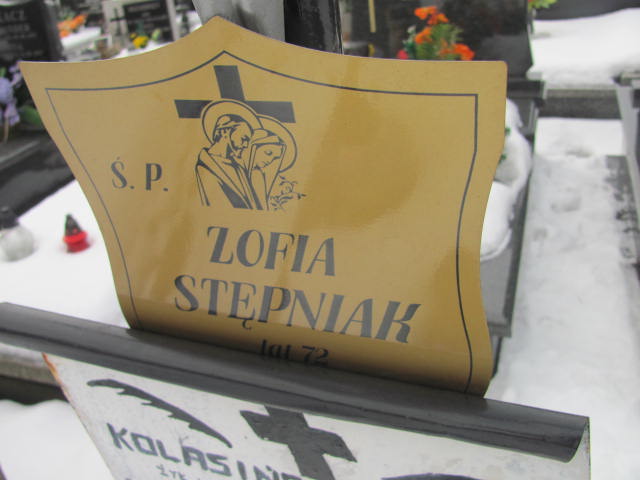 Ś. P.
ZOFIA
STĘPNIAK
lat 72